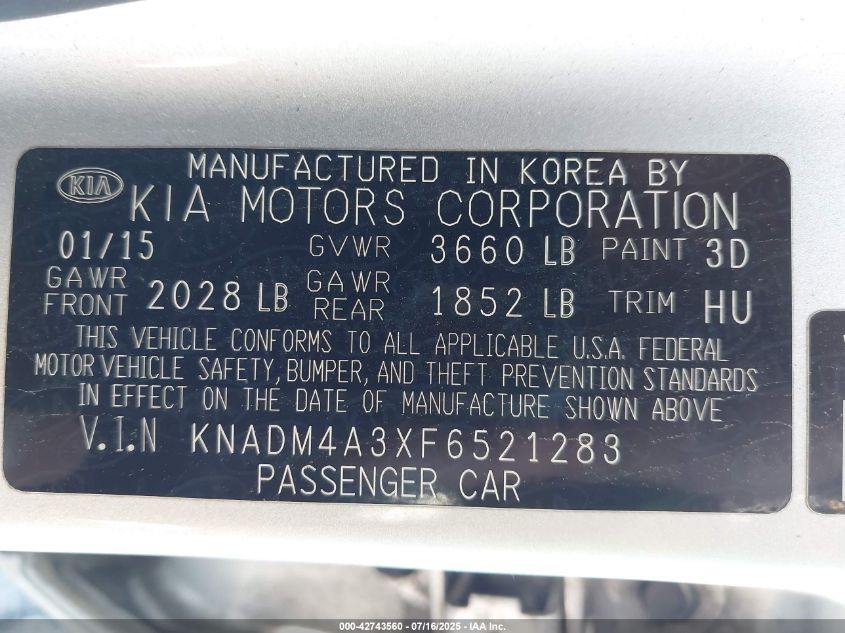 MANUFACTURED IN KOREA BY
KIA KIA MOTORS CORPORATION
01/15 GVWR 3660 LB PAINT 3D
GAWR FRONT 2028 LB GAWR REAR 1852 LB TRIM HU
THIS VEHICLE CONFORMS TO ALL APPLICABLE U.S.A. FEDERAL
MOTOR VEHICLE SAFETY, BUMPER, AND THEFT PREVENTION STANDARDS
IN EFFECT ON THE DATE OF MANUFACTURE SHOWN ABOVE
V.I.N KNADM4A3XF6521283
PASSENGER CAR
000-42743560 - 07/16/2025 - IAA, Inc.